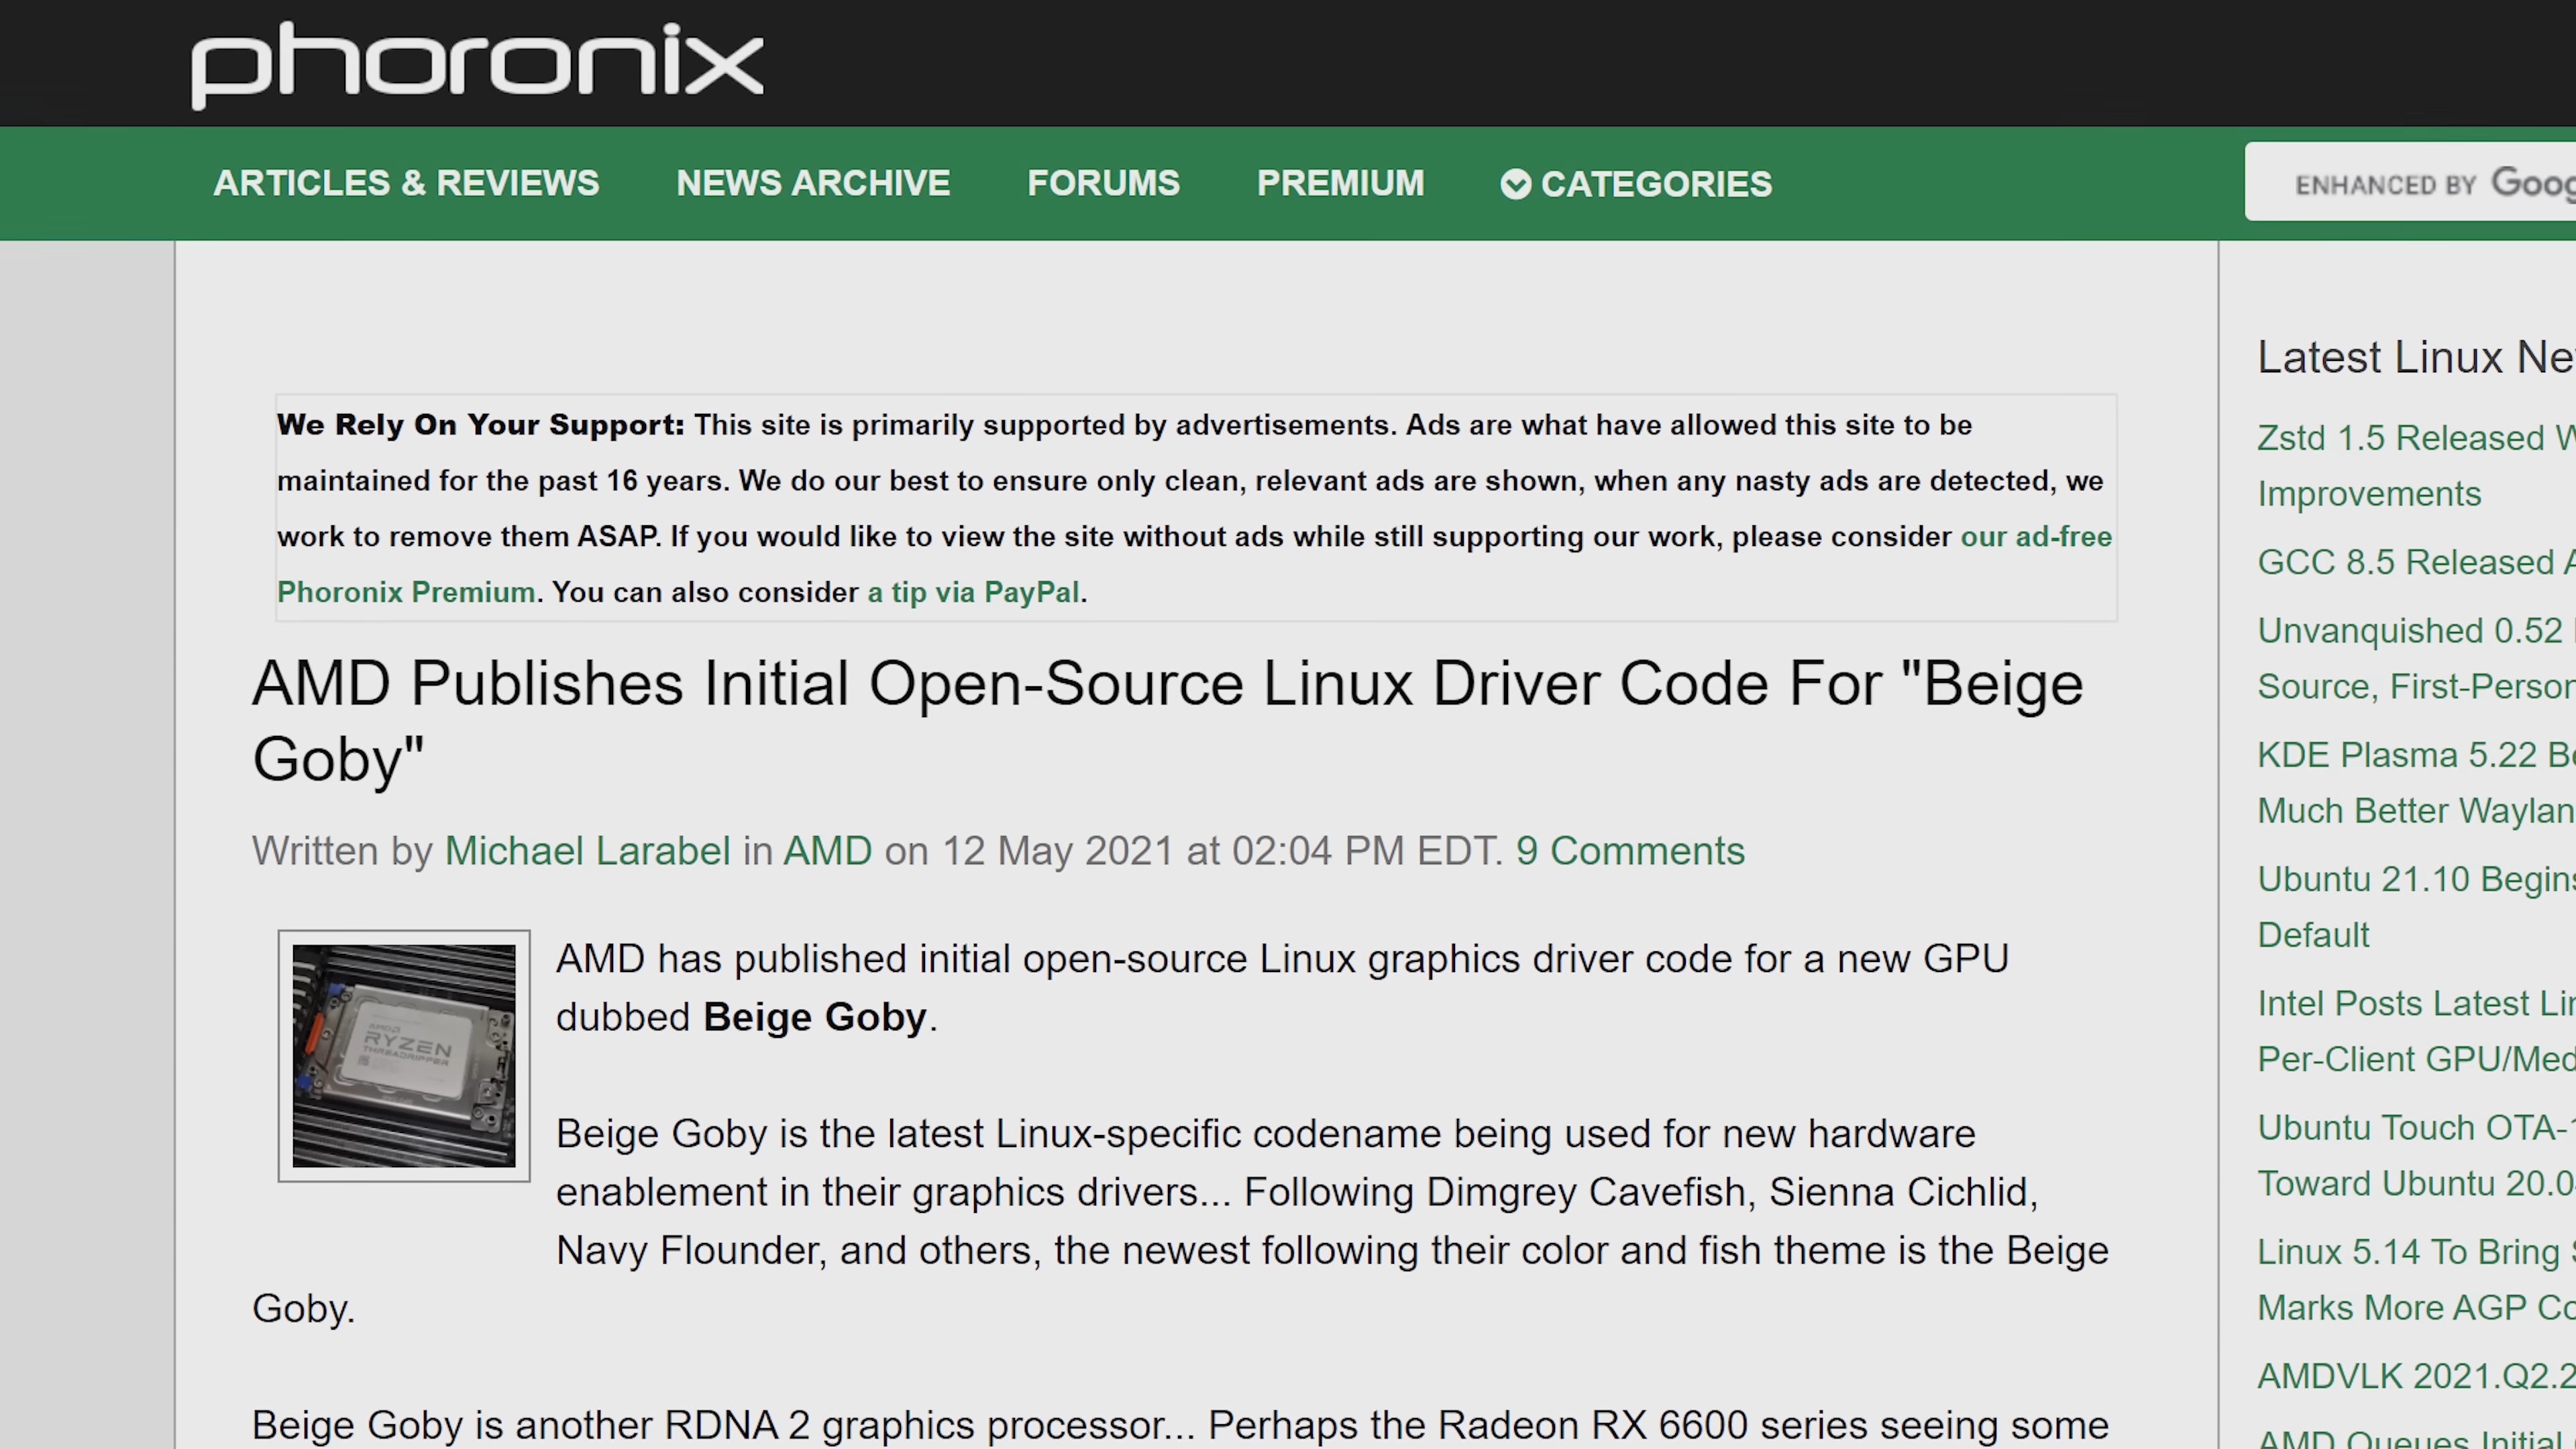 phoronix
ARTICLES & REVIEWS NEWS ARCHIVE FORUMS PREMIUM CATEGORIES ENHANCED BY
We Rely On Your Support: This site is primarily supported by advertisements. Ads are what have allowed this site to be
maintained for the past 16 years. We do our best to ensure only clean, relevant ads are shown, when any nasty ads are detected, we
work to remove them ASAP. If you would like to view the site without ads while still supporting our work, please consider our ad-free
Phoronix Premium. You can also consider a tip via PayPal.
AMD Publishes Initial Open-Source Linux Driver Code For "Beige
Goby"
Written by Michael Larabel in AMD on 12 May 2021 at 02:04 PM EDT. 9 Comments
AMD RYZEN
THREADRIPPER
AMD has published initial open-source Linux graphics driver code for a new GPU
dubbed Beige Goby.
Beige Goby is the latest Linux-specific codename being used for new hardware
enablement in their graphics drivers... Following Dimgrey Cavefish, Sienna Cichlid,
Navy Flounder, and others, the newest following their color and fish theme is the Beige
Goby.
Beige Goby is another RDNA 2 graphics processor... Perhaps the Radeon RX 6600 series seeing some
Latest Linux
Zstd 1.5 Released
Improvements
GCC 8.5 Released
Unvanquished 0.52
Source, First-Person
KDE Plasma 5.22
Much Better
Ubuntu 21.10
Default
Intel Posts Latest
Per-Client
Ubuntu Touch
Toward Ubuntu
Linux 5.14 To Bring
Marks More AGP
AMDVLK
AMD Queues Initial